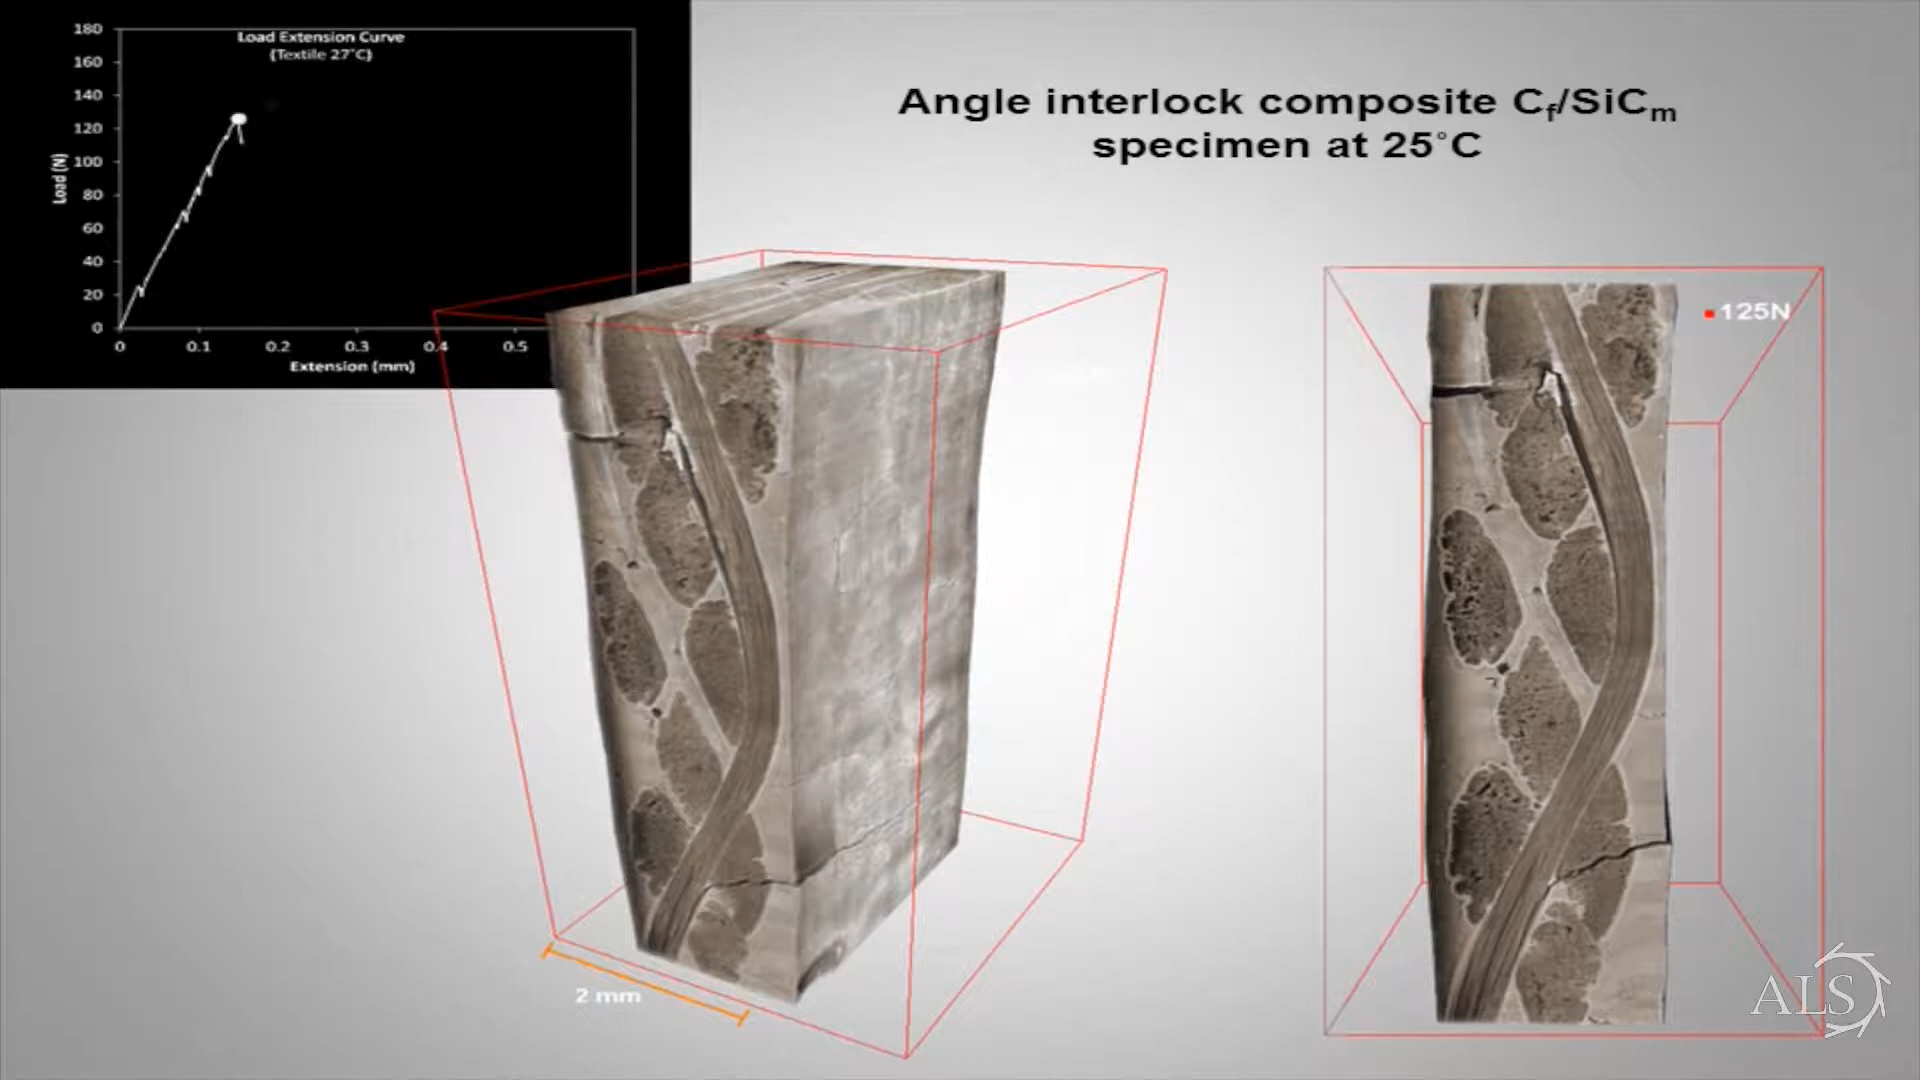 Load Extension Curve
(Textile 27°C)
180
160
140
120
100
80
60
40
20
0
Load (N)
0 0.1 0.2 0.3 0.4 0.5
Extension (mm)
Angle interlock composite Cf/SiCm
specimen at 25°C
125N
2 mm
ALS